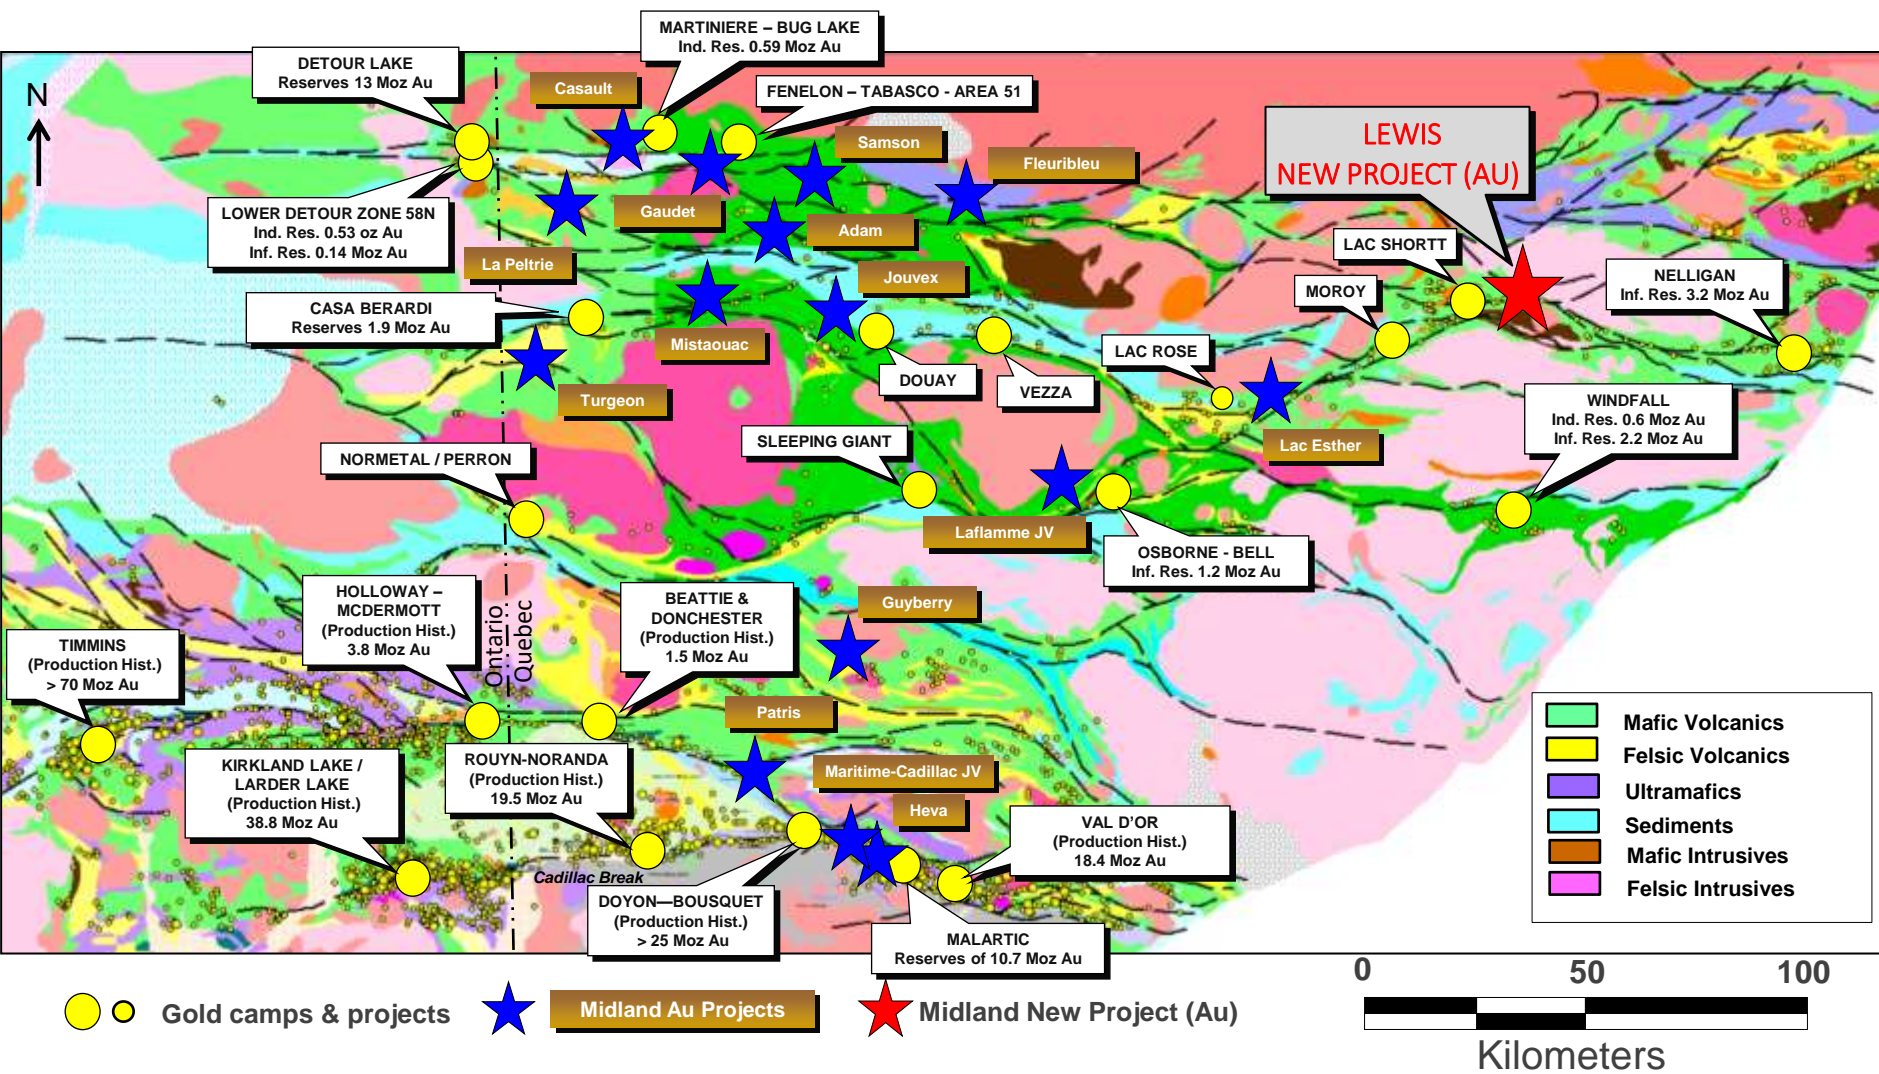 MARTINIERE – BUG LAKE
Ind. Res. 0.59 Moz Au
DETOUR LAKE
Reserves 13 Moz Au
Casault
FENELON – TABASCO - AREA 51
N
Samson
Fleuribleu
LEWIS
NEW PROJECT (AU)
LOWER DETOUR ZONE 58N
Ind. Res. 0.53 oz Au
Inf. Res. 0.14 Moz Au
Gaudet
Adam
LAC SHORTT
La Peltrie
Jouvex
NELLIGAN
Inf. Res. 3.2 Moz Au
MOROY
CASA BERARDI
Reserves 1.9 Moz Au
Mistaouac
LAC ROSE
DOUAY
VEZZA
Turgeon
WINDFALL
Ind. Res. 0.6 Moz Au
Inf. Res. 2.2 Moz Au
SLEEPING GIANT
Lac Esther
NORMETAL / PERRON
Laflamme JV
OSBORNE - BELL
Inf. Res. 1.2 Moz Au
HOLLOWAY –
MCDERMOTT
(Production Hist.)
3.8 Moz Au
Ontario
Quebec
BEATTIE &
DONCHESTER
(Production Hist.)
1.5 Moz Au
Guyberry
TIMMINS
(Production Hist.)
> 70 Moz Au
Patris
KIRKLAND LAKE /
LARDER LAKE
(Production Hist.)
38.8 Moz Au
ROUYN-NORANDA
(Production Hist.)
19.5 Moz Au
Maritime-Cadillac JV
Heva
VAL D'OR
(Production Hist.)
18.4 Moz Au
Cadillac Break
DOYON—BOUSQUET
(Production Hist.)
> 25 Moz Au
MALARTIC
Reserves of 10.7 Moz Au
Mafic Volcanics
Felsic Volcanics
Ultramafics
Sediments
Mafic Intrusives
Felsic Intrusives
0 50 100
Kilometers
Gold camps & projects
Midland Au Projects
Midland New Project (Au)